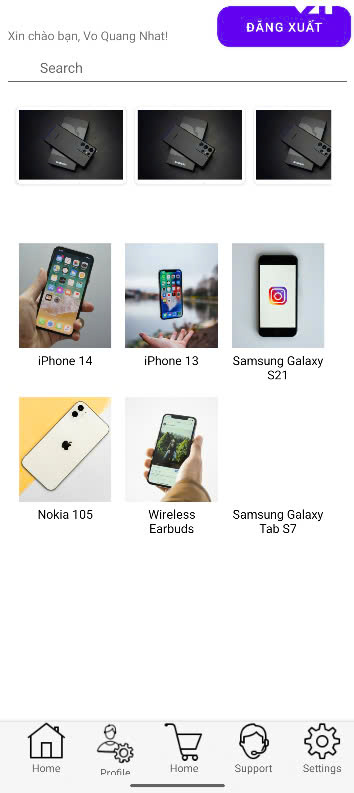 Xin chào bạn, Vo Quang Nhat!
ĐĂNG XUẤT
Search
iPhone 14
iPhone 13
Samsung Galaxy
S21
Nokia 105
Wireless
Earbuds
Samsung Galaxy
Tab S7
Home
Profile
Home
Support
Settings